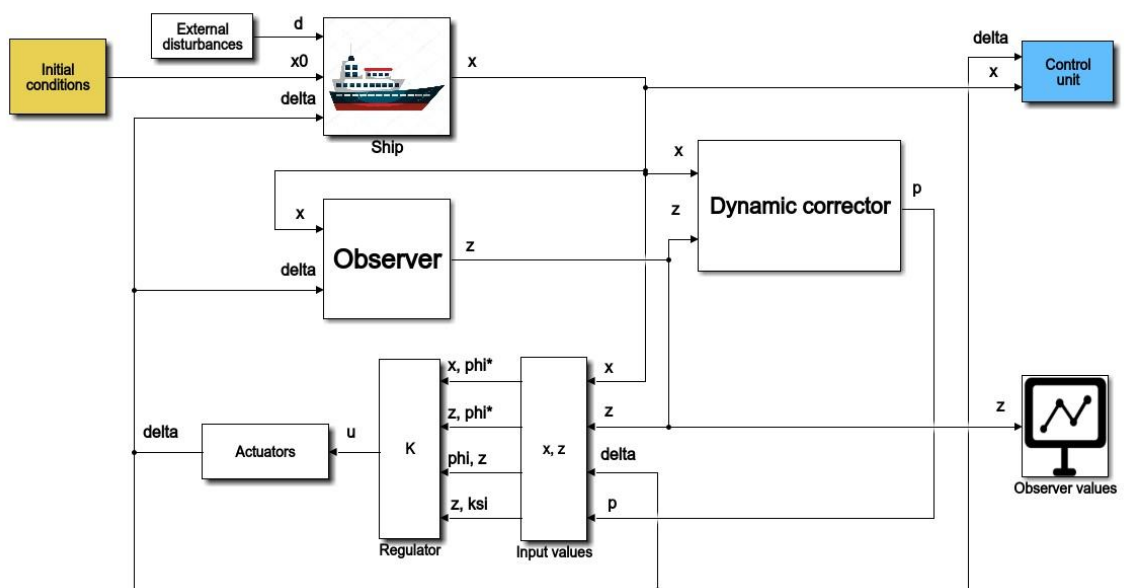 External
disturbances
d
Initial
conditions
x0
delta
Ship
x
delta
x
Control
unit
x
delta
Observer
z
x
z
Dynamic corrector
p
x, phi*
z, phi*
phi, z
z, ksi
K
Regulator
x, z
Input values
x
z
delta
p
u
Actuators
delta
z
Observer values